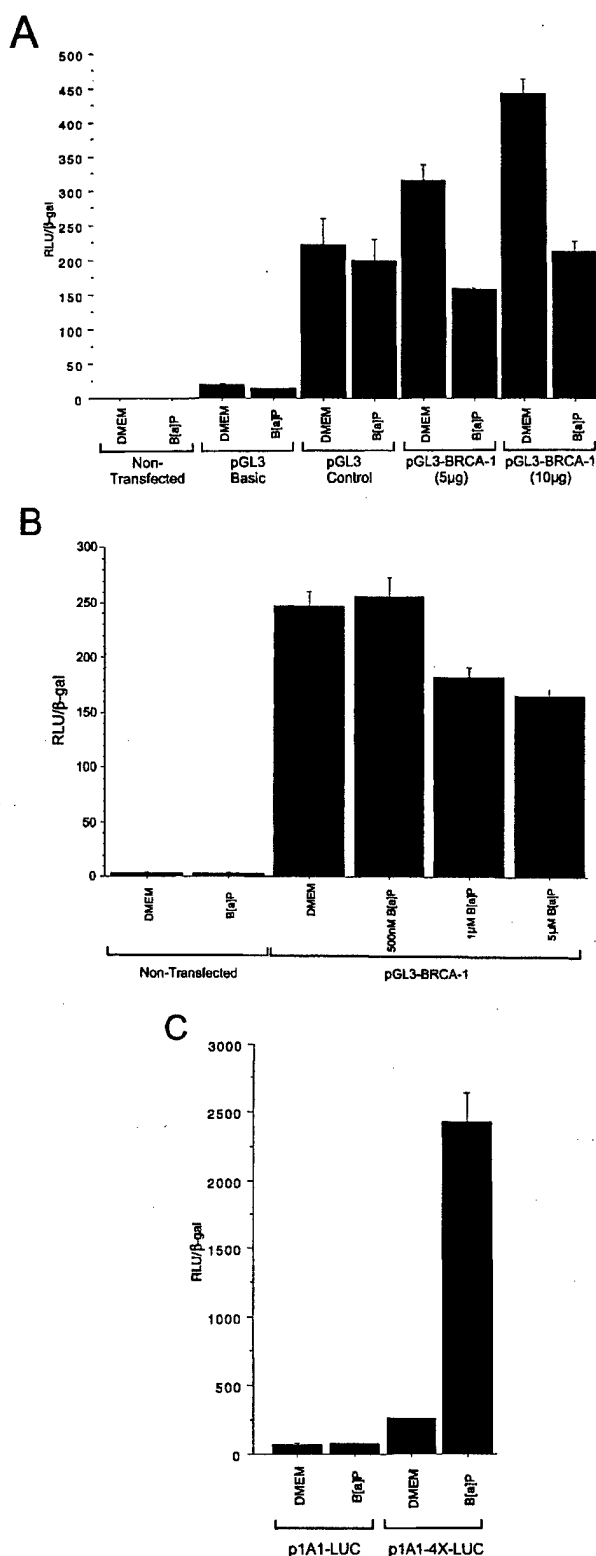 A
RLU/β-gal
500
450
400
350
300
250
200
150
100
50
0
DMEM
B[a]P
DMEM
B[a]P
DMEM
B[a]P
DMEM
B[a]P
DMEM
B[a]P
Non-
Transfected
pGL3
Basic
pGL3
Control
pGL3-BRCA-1
(5µg)
pGL3-BRCA-1
(10µg)
B
RLU/β-gal
300
250
200
150
100
50
0
DMEM
B[a]P
DMEM
500nM B[a]P
1µM B[a]P
5µM B[a]P
Non-Transfected
pGL3-BRCA-1
C
RLU/β-gal
3000
2500
2000
1500
1000
500
0
DMEM
B[a]P
DMEM
B[a]P
p1A1-LUC
p1A1-4X-LUC